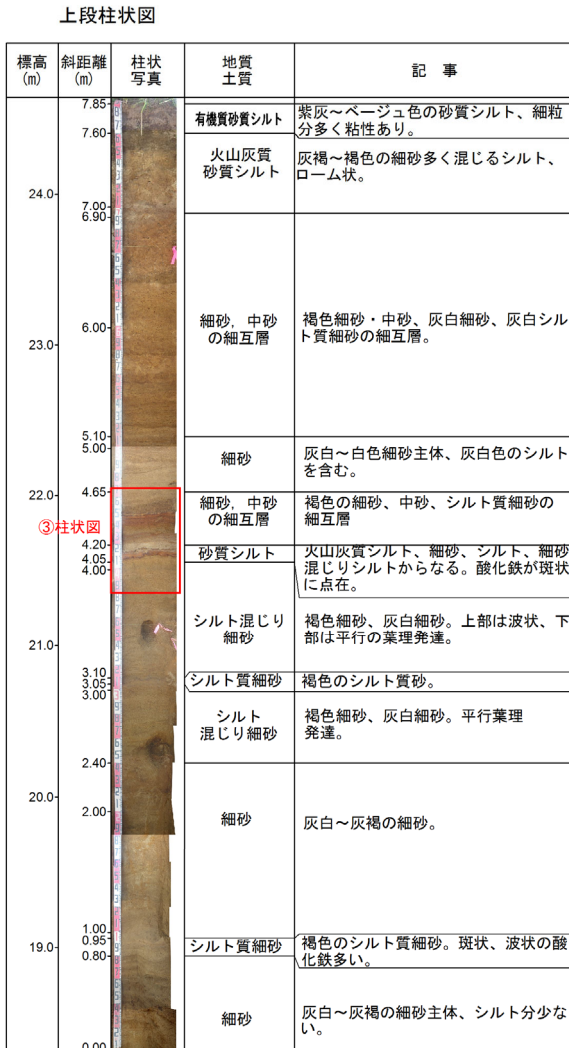 上段柱状図
標高
(m)
斜距離
(m)
柱状
写真
地質
土質
記 事
7.85
有機質砂質シルト
紫灰～ベージュ色の砂質シルト、細粒
分多く粘性あり。
7.60
火山灰質
砂質シルト
灰褐～褐色の細砂多く混じるシルト、
ローム状。
24.0
7.00
6.90
細砂，中砂
の細互層
褐色細砂・中砂、灰白細砂、灰白シル
ト質細砂の細互層。
6.00
23.0
5.10
5.00
細砂
灰白～白色細砂主体、灰白色のシルト
を含む。
22.0
4.65
細砂，中砂
の細互層
褐色の細砂、中砂、シルト質細砂の
細互層
③柱状図
4.20
4.05
4.00
砂質シルト
火山灰質シルト、細砂、シルト、細砂
混じりシルトからなる。酸化鉄が斑状
に点在。
シルト混じり
細砂
褐色細砂、灰白細砂。上部は波状、下
部は平行の葉理発達。
21.0
3.10
3.05
3.00
シルト質細砂
褐色のシルト質砂。
シルト
混じり細砂
褐色細砂、灰白細砂。平行葉理
発達。
2.40
20.0
2.00
細砂
灰白～灰褐の細砂。
1.00
0.95
0.80
19.0
シルト質細砂
褐色のシルト質細砂。斑状、波状の酸
化鉄多い。
細砂
灰白～灰褐の細砂主体、シルト分少な
い。
0.00